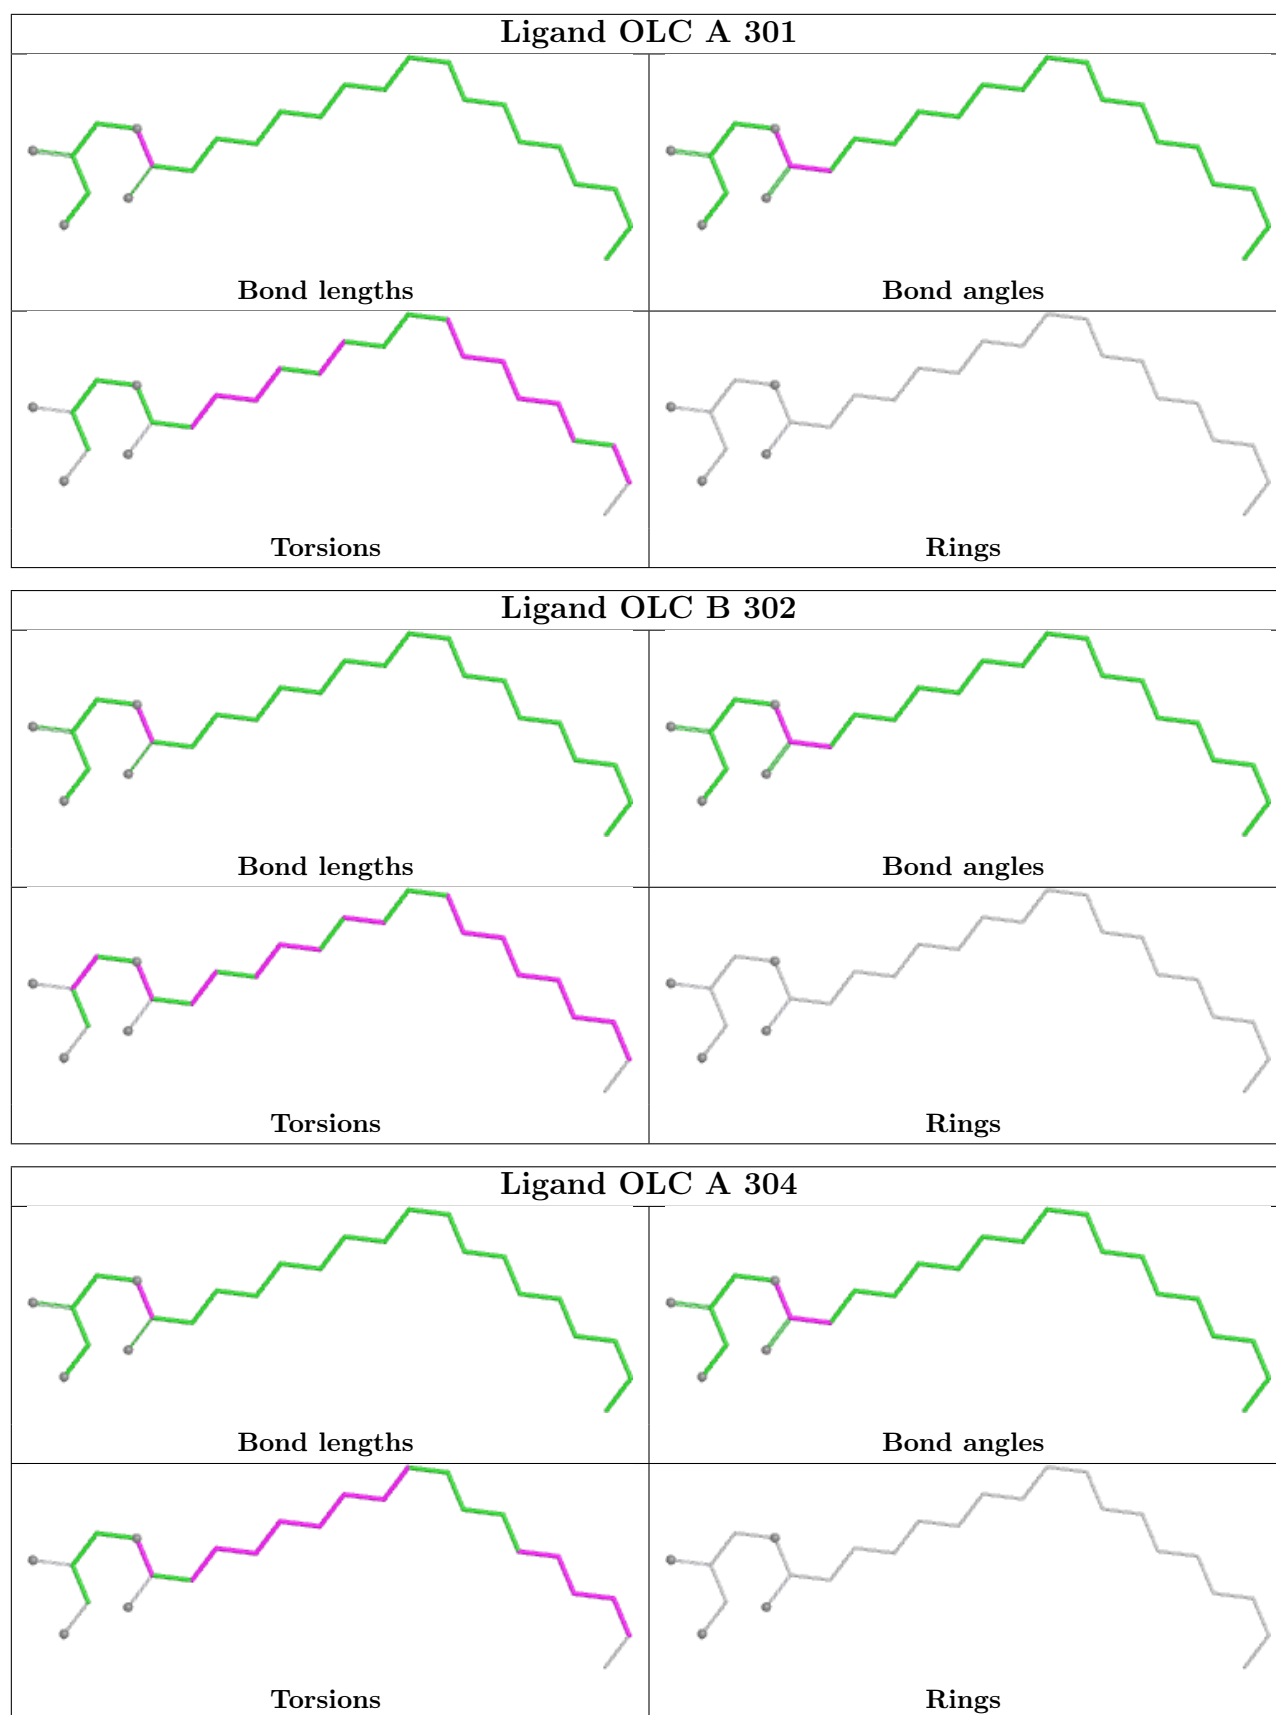 Ligand OLC A 301
Bond lengths
Bond angles
Torsions
Rings
Ligand OLC B 302
Bond lengths
Bond angles
Torsions
Rings
Ligand OLC A 304
Bond lengths
Bond angles
Torsions
Rings